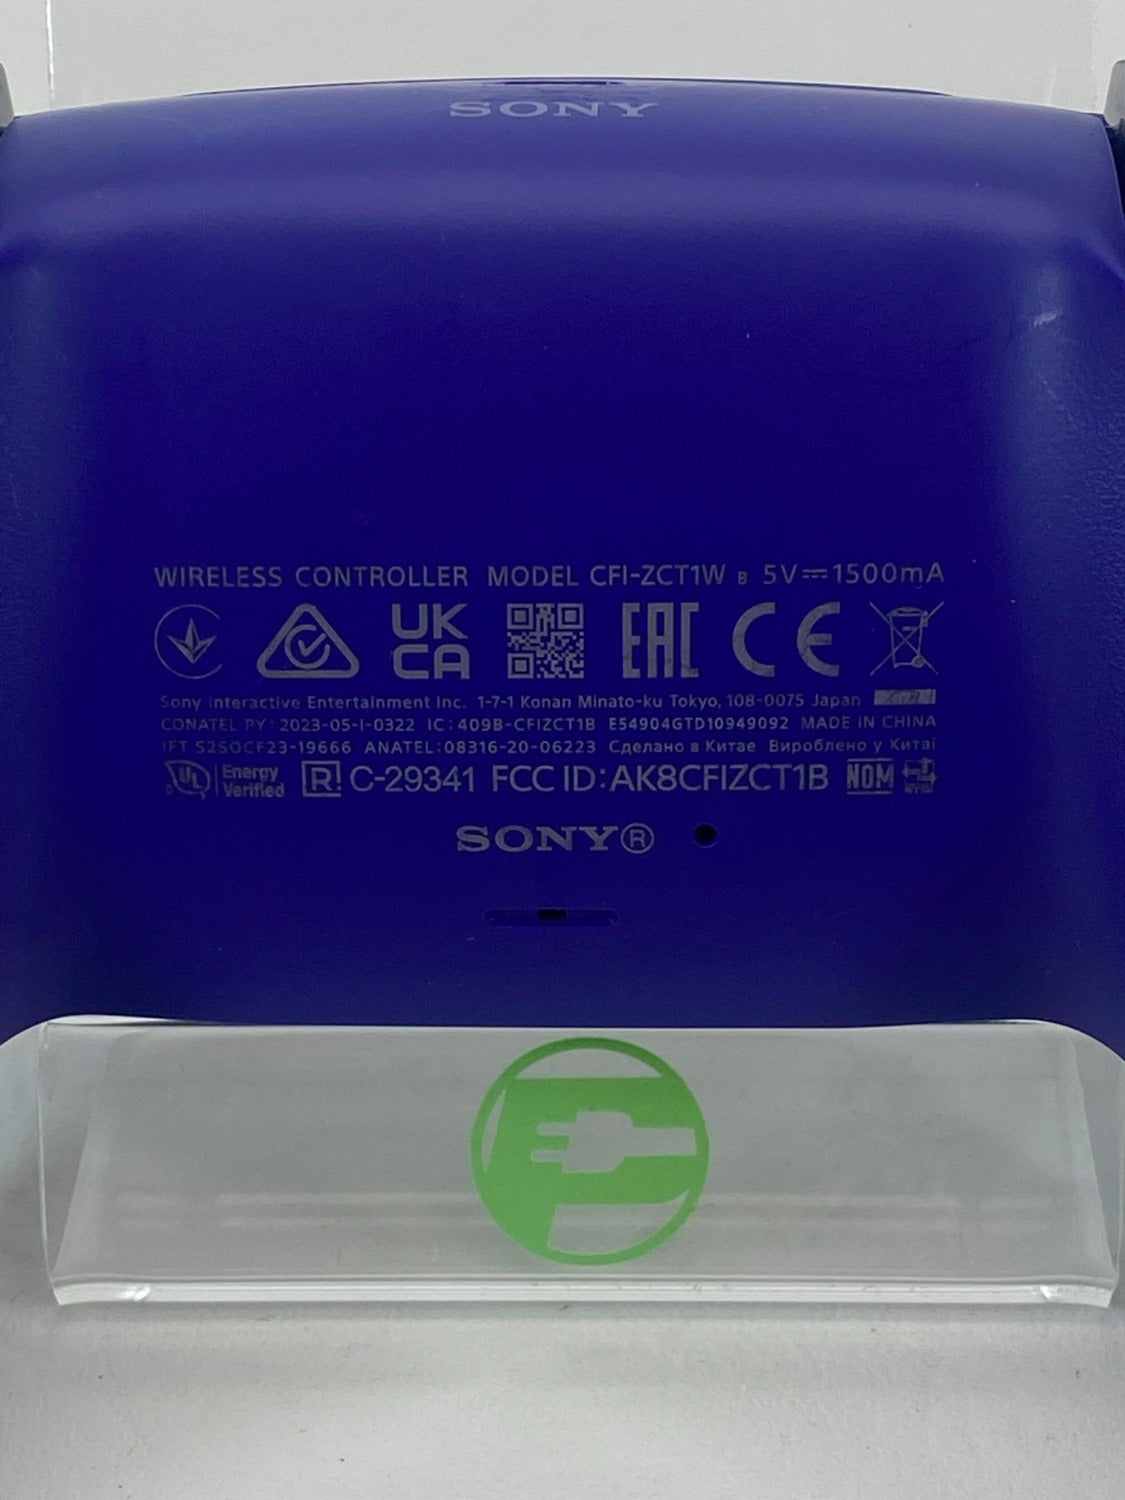 SONY
WIRELESS CONTROLLER MODEL CFI-ZCT1W B 5V⎓1500mA
UK CA EAC CE
Sony Interactive Entertainment Inc. 1-7-1 Konan Minato-ku Tokyo, 108-0075 Japan
CONATEL PY: 2023-05-I-0322 IC: 409B-CFIZCT1B E54904GTD10949092 MADE IN CHINA
IFT S2SOCF23-19666 ANATEL: 08316-20-06223 Сделано в Китае Вироблено у Китаї
UL Energy Verified R C-29341 FCC ID: AK8CFIZCT1B NOM
SONY®